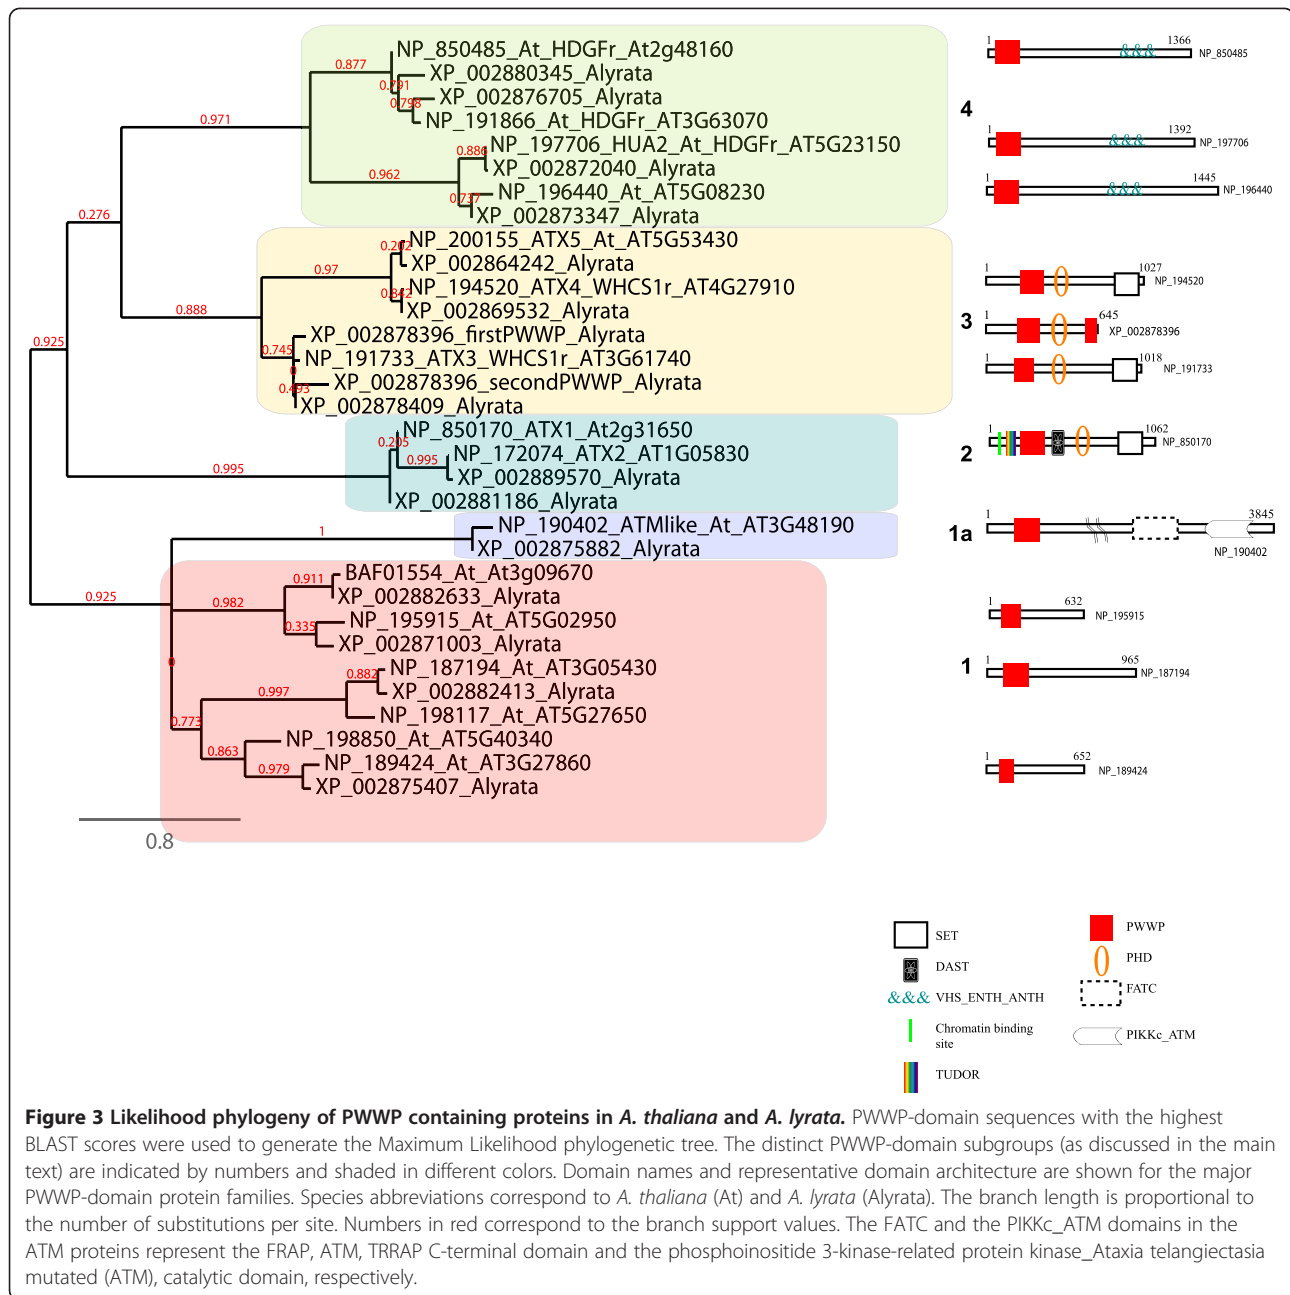 0.877
NP_850485_At_HDGFr_At2g48160
0.791
XP_002880345_Alyrata
0.798
XP_002876705_Alyrata
0.971
NP_191866_At_HDGFr_AT3G63070
0.886
NP_197706_HUA2_At_HDGFr_AT5G23150
0.962
XP_002872040_Alyrata
0.737
NP_196440_At_AT5G08230
XP_002873347_Alyrata
0.276
0.202
NP_200155_ATX5_At_AT5G53430
0.97
XP_002864242_Alyrata
0.842
NP_194520_ATX4_WHCS1r_AT4G27910
0.888
XP_002869532_Alyrata
XP_002878396_firstPWWP_Alyrata
0.745
NP_191733_ATX3_WHCS1r_AT3G61740
0
0.493
XP_002878396_secondPWWP_Alyrata
XP_002878409_Alyrata
0.925
0.205
NP_850170_ATX1_At2g31650
0.995
0.995
NP_172074_ATX2_AT1G05830
XP_002889570_Alyrata
XP_002881186_Alyrata
1
NP_190402_ATMlike_At_AT3G48190
XP_002875882_Alyrata
0.925
0.911
BAF01554_At_At3g09670
0.982
XP_002882633_Alyrata
0.335
NP_195915_At_AT5G02950
XP_002871003_Alyrata
0
0.882
NP_187194_At_AT3G05430
0.997
XP_002882413_Alyrata
NP_198117_At_AT5G27650
0.773
0.863
NP_198850_At_AT5G40340
0.979
NP_189424_At_AT3G27860
XP_002875407_Alyrata
0.8
4
1 1366
&&&
NP_850485
1 1392
&&&
NP_197706
1 1445
&&&
NP_196440
3
1 1027
NP_194520
1 645
XP_002878396
1 1018
NP_191733
2
1 1062
NP_850170
1a
1 3845
NP_190402
1
1 632
NP_195915
1 965
NP_187194
1 652
NP_189424
SET
DAST
&&& VHS_ENTH_ANTH
Chromatin binding
site
TUDOR
PWWP
PHD
FATC
PIKKc_ATM
Figure 3 Likelihood phylogeny of PWWP containing proteins in A. thaliana and A. lyrata. PWWP-domain sequences with the highest
BLAST scores were used to generate the Maximum Likelihood phylogenetic tree. The distinct PWWP-domain subgroups (as discussed in the main
text) are indicated by numbers and shaded in different colors. Domain names and representative domain architecture are shown for the major
PWWP-domain protein families. Species abbreviations correspond to A. thaliana (At) and A. lyrata (Alyrata). The branch length is proportional to
the number of substitutions per site. Numbers in red correspond to the branch support values. The FATC and the PIKKc_ATM domains in the
ATM proteins represent the FRAP, ATM, TRRAP C-terminal domain and the phosphoinositide 3-kinase-related protein kinase_Ataxia telangiectasia
mutated (ATM), catalytic domain, respectively.